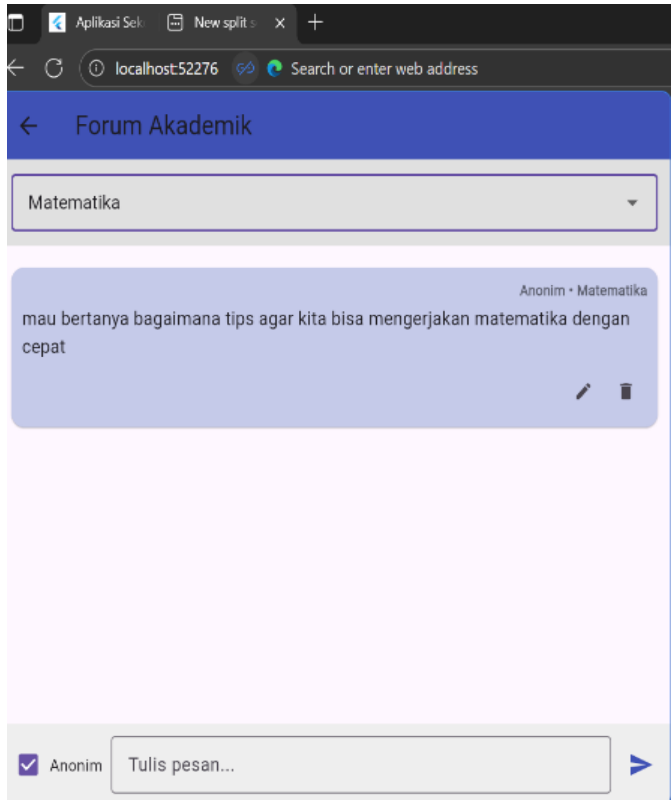 Aplikasi Sek
New split s
localhost:52276
Search or enter web address
Forum Akademik
Matematika
Anonim • Matematika
mau bertanya bagaimana tips agar kita bisa mengerjakan matematika dengan
cepat
Anonim
Tulis pesan...